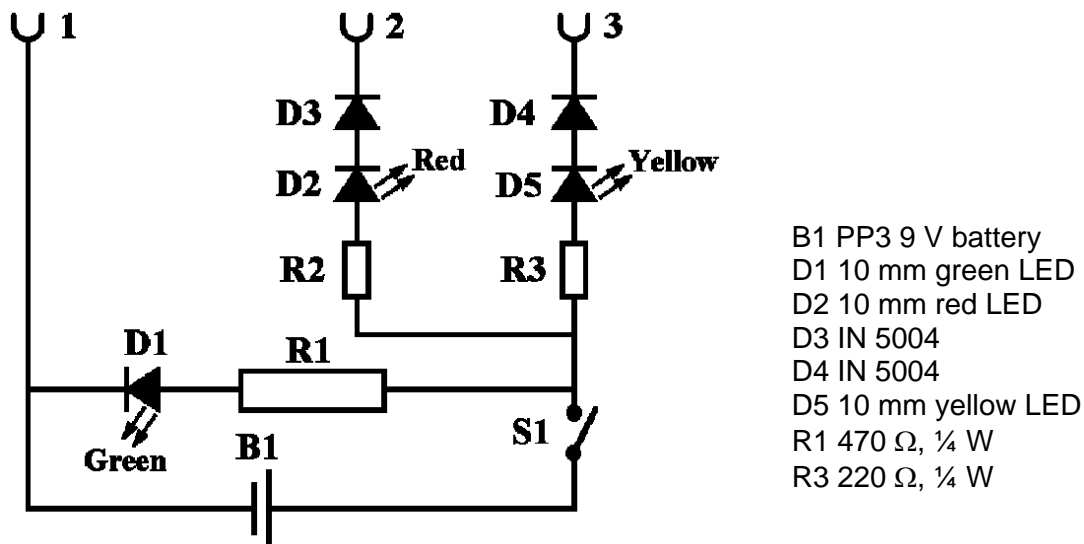 1 2 3
D3 D4
Red Yellow
D2 D5
R2 R3
D1 R1
S1
Green B1
B1 PP3 9 V battery
D1 10 mm green LED
D2 10 mm red LED
D3 IN 5004
D4 IN 5004
D5 10 mm yellow LED
R1 470 Ω, ¼ W
R3 220 Ω, ¼ W